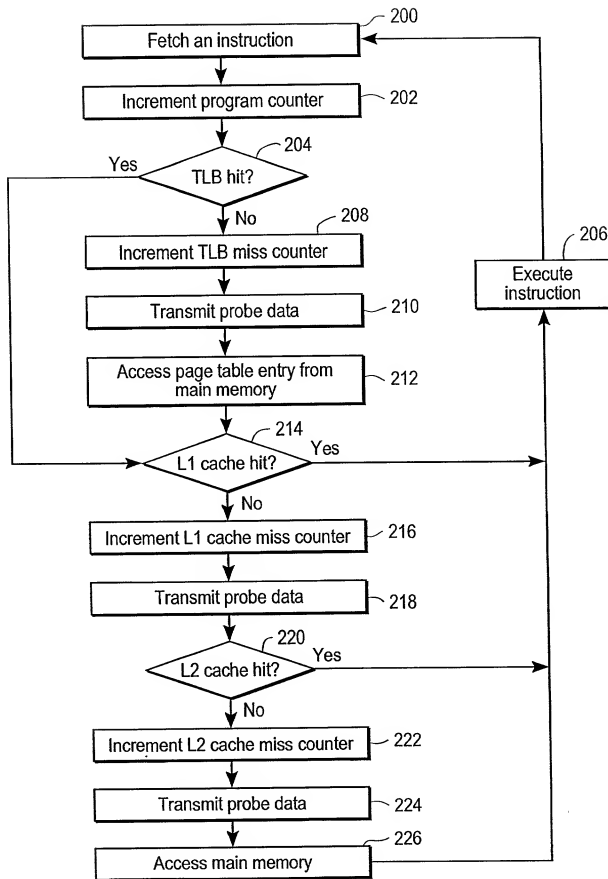 200
Fetch an instruction
Increment program counter
202
204
Yes
TLB hit?
No
208
Increment TLB miss counter
206
Execute
instruction
Transmit probe data
210
Access page table entry from
main memory
212
214
L1 cache hit?
Yes
No
Increment L1 cache miss counter
216
Transmit probe data
218
220
L2 cache hit?
Yes
No
Increment L2 cache miss counter
222
Transmit probe data
224
226
Access main memory